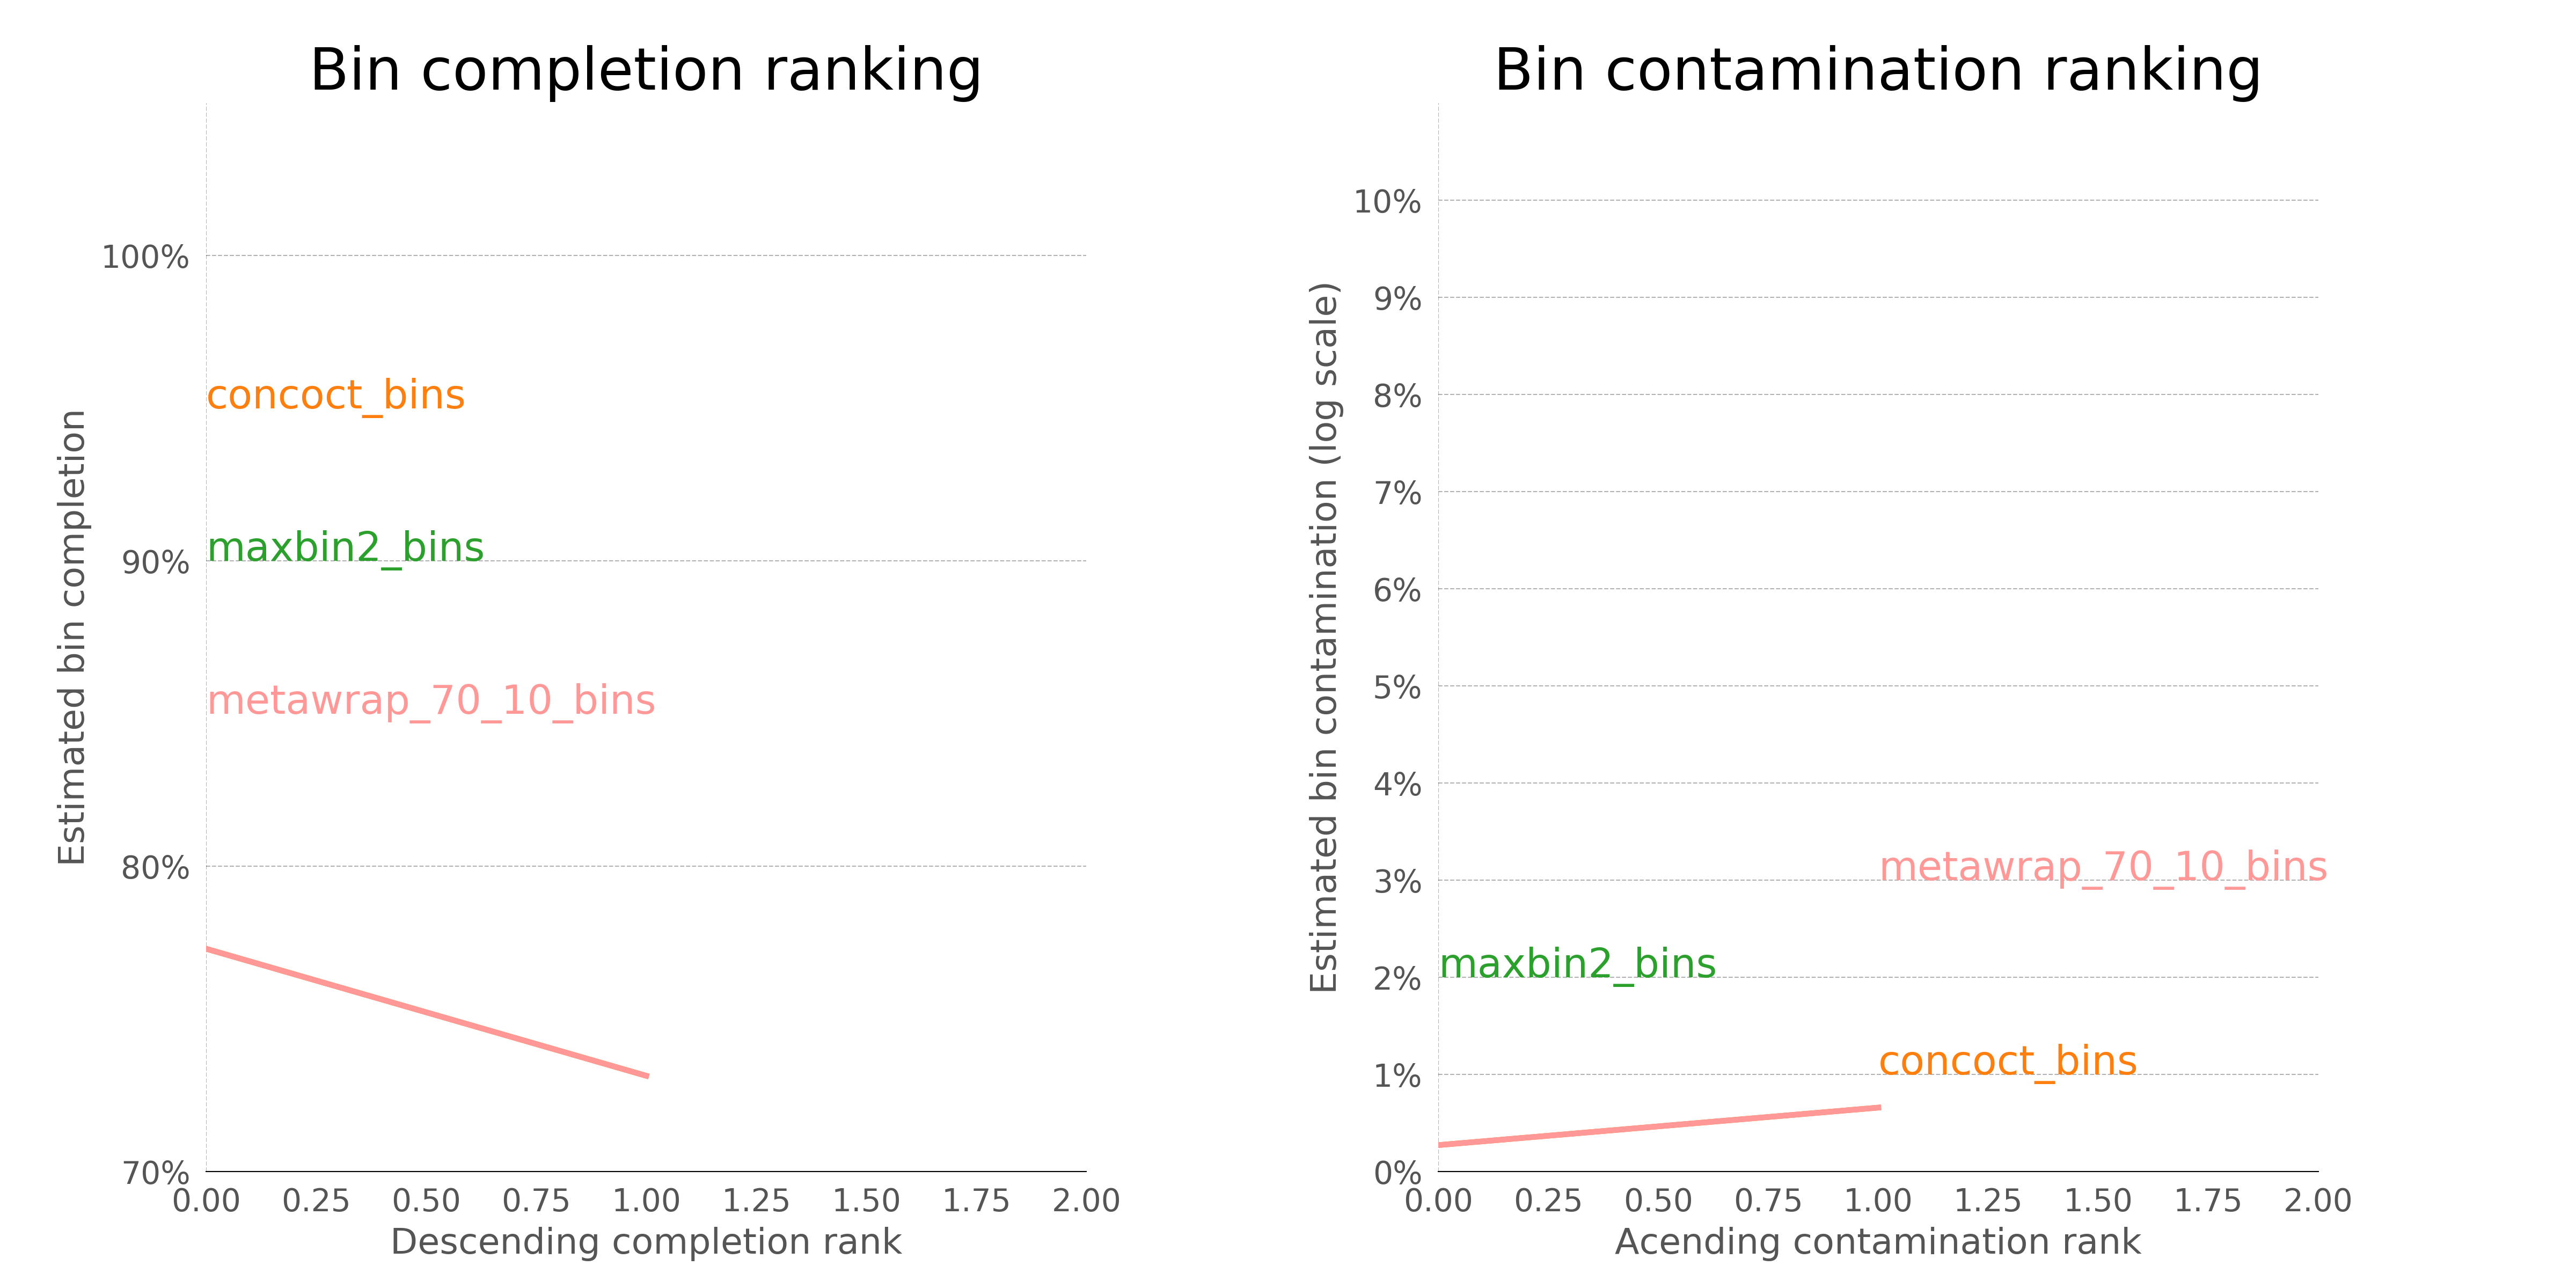 Bin completion ranking
Estimated bin completion
100%
90%
80%
70%
concoct_bins
maxbin2_bins
metawrap_70_10_bins
0.00 0.25 0.50 0.75 1.00 1.25 1.50 1.75 2.00
Descending completion rank
Bin contamination ranking
Estimated bin contamination (log scale)
10%
9%
8%
7%
6%
5%
4%
3%
2%
1%
0%
metawrap_70_10_bins
maxbin2_bins
concoct_bins
0.00 0.25 0.50 0.75 1.00 1.25 1.50 1.75 2.00
Acending contamination rank